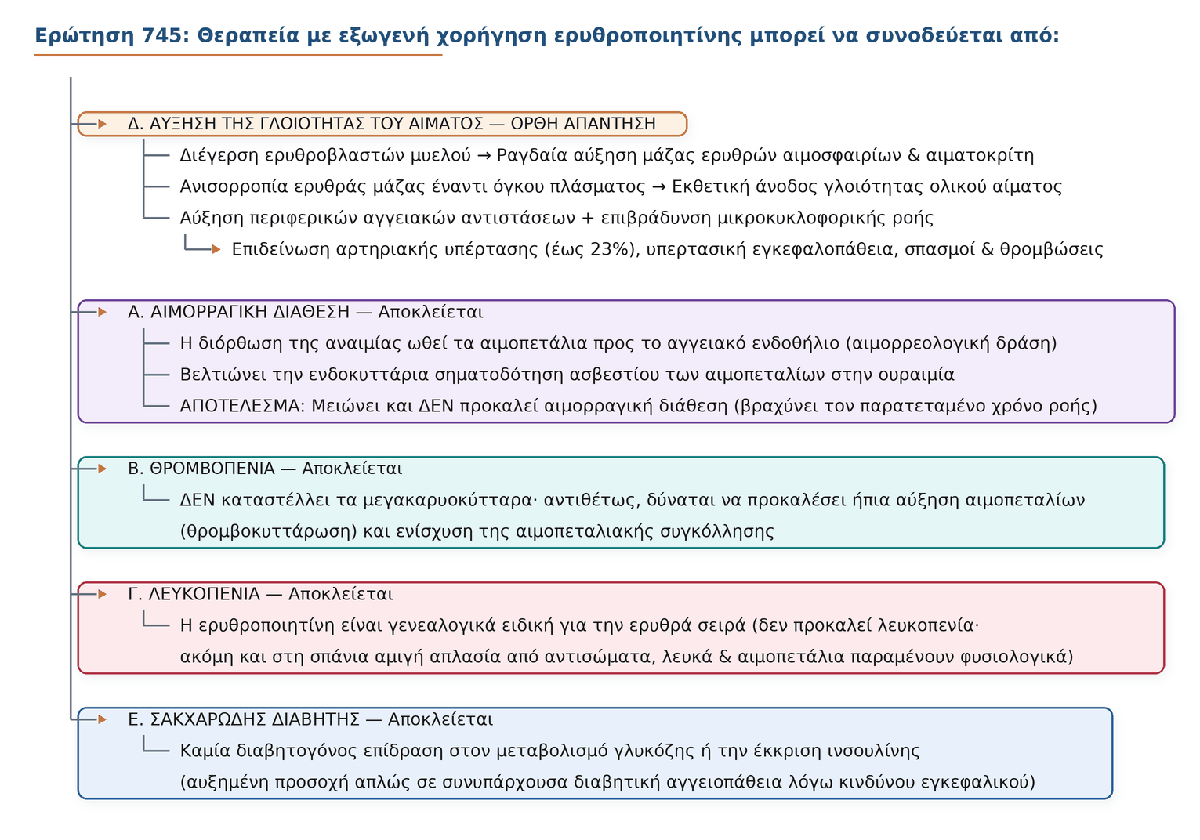 Ερώτηση 745: Θεραπεία με εξωγενή χορήγηση ερυθροποιητίνης μπορεί να συνοδεύεται από:
Δ. ΑΥΞΗΣΗ ΤΗΣ ΓΛΟΙΟΤΗΤΑΣ ΤΟΥ ΑΙΜΑΤΟΣ — ΟΡΘΗ ΑΠΑΝΤΗΣΗ
Διέγερση ερυθροβλαστών μυελού → Ραγδαία αύξηση μάζας ερυθρών αιμοσφαιρίων & αιματοκρίτη
Ανισορροπία ερυθράς μάζας έναντι όγκου πλάσματος → Εκθετική άνοδος γλοιότητας ολικού αίματος
Αύξηση περιφερικών αγγειακών αντιστάσεων + επιβράδυνση μικροκυκλοφορικής ροής
Επιδείνωση αρτηριακής υπέρτασης (έως 23%), υπερτασική εγκεφαλοπάθεια, σπασμοί & θρομβώσεις
Α. ΑΙΜΟΡΡΑΓΙΚΗ ΔΙΑΘΕΣΗ — Αποκλείεται
Η διόρθωση της αναιμίας ωθεί τα αιμοπετάλια προς το αγγειακό ενδοθήλιο (αιμορρεολογική δράση)
Βελτιώνει την ενδοκυττάρια σηματοδότηση ασβεστίου των αιμοπεταλίων στην ουραιμία
ΑΠΟΤΕΛΕΣΜΑ: Μειώνει και ΔΕΝ προκαλεί αιμορραγική διάθεση (βραχύνει τον παρατεταμένο χρόνο ροής)
Β. ΘΡΟΜΒΟΠΕΝΙΑ — Αποκλείεται
ΔΕΝ καταστέλλει τα μεγακαρυοκύτταρα· αντιθέτως, δύναται να προκαλέσει ήπια αύξηση αιμοπεταλίων
(θρομβοκυττάρωση) και ενίσχυση της αιμοπεταλιακής συγκόλλησης
Γ. ΛΕΥΚΟΠΕΝΙΑ — Αποκλείεται
Η ερυθροποιητίνη είναι γενεαλογικά ειδική για την ερυθρά σειρά (δεν προκαλεί λευκοπενία·
ακόμη και στη σπάνια αμιγή απλασία από αντισώματα, λευκά & αιμοπετάλια παραμένουν φυσιολογικά)
Ε. ΣΑΚΧΑΡΩΔΗΣ ΔΙΑΒΗΤΗΣ — Αποκλείεται
Καμία διαβητογόνος επίδραση στον μεταβολισμό γλυκόζης ή την έκκριση ινσουλίνης
(αυξημένη προσοχή απλώς σε συνυπάρχουσα διαβητική αγγειοπάθεια λόγω κινδύνου εγκεφαλικού)